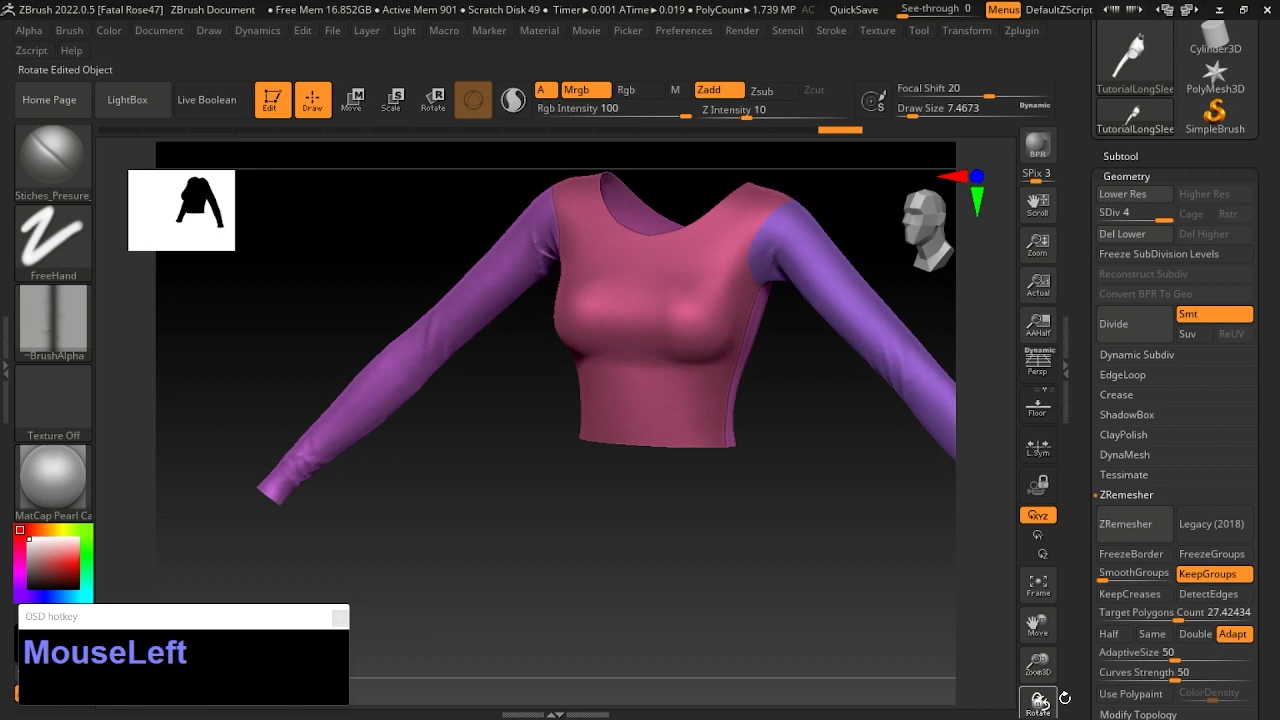 ZBrush 2022.0.5 [Fatal Rose47] ZBrush Document • Free Mem 16.852GB • Active Mem 901 • Scratch Disk 49 • Timer▶0.001 ATime▶0.019 • PolyCount▶1.739 MP AC QuickSave See-through 0 Menus DefaultZScript
Alpha Brush Color Document Draw Dynamics Edit File Layer Light Macro Marker Material Movie Picker Preferences Render Stencil Stroke Texture Tool Transform Zplugin
Zscript Help
Rotate Edited Object
Home Page LightBox Live Boolean Edit Draw Move Scale Rotate
A Mrgb Rgb M Zadd Zsub Zcut Focal Shift 20
Rgb Intensity 100 Z Intensity 10 Draw Size 7.4673 Dynamic
Stiches_Presure_
FreeHand
~BrushAlpha
Texture Off
MatCap Pearl Ca
OSD hotkey
MouseLeft
BPR
SPix 3
Scroll
Zoom
Actual
AAHalf
Dynamic
Persp
Floor
L.Sym
XYZ
Frame
Move
Zoom3D
Rotate
Cylinder3D
TutorialLongSlee PolyMesh3D
TutorialLongSlee SimpleBrush
Subtool
Geometry
Lower Res Higher Res
SDiv 4 Cage Rstr
Del Lower Del Higher
Freeze SubDivision Levels
Reconstruct Subdiv
Convert BPR To Geo
Divide Smt
Suv ReUV
Dynamic Subdiv
EdgeLoop
Crease
ShadowBox
ClayPolish
DynaMesh
Tessimate
ZRemesher
ZRemesher Legacy (2018)
FreezeBorder FreezeGroups
SmoothGroups KeepGroups
KeepCreases DetectEdges
Target Polygons Count 27.42434
Half Same Double Adapt
AdaptiveSize 50
Curves Strength 50
Use Polypaint ColorDensity
Modify Topology